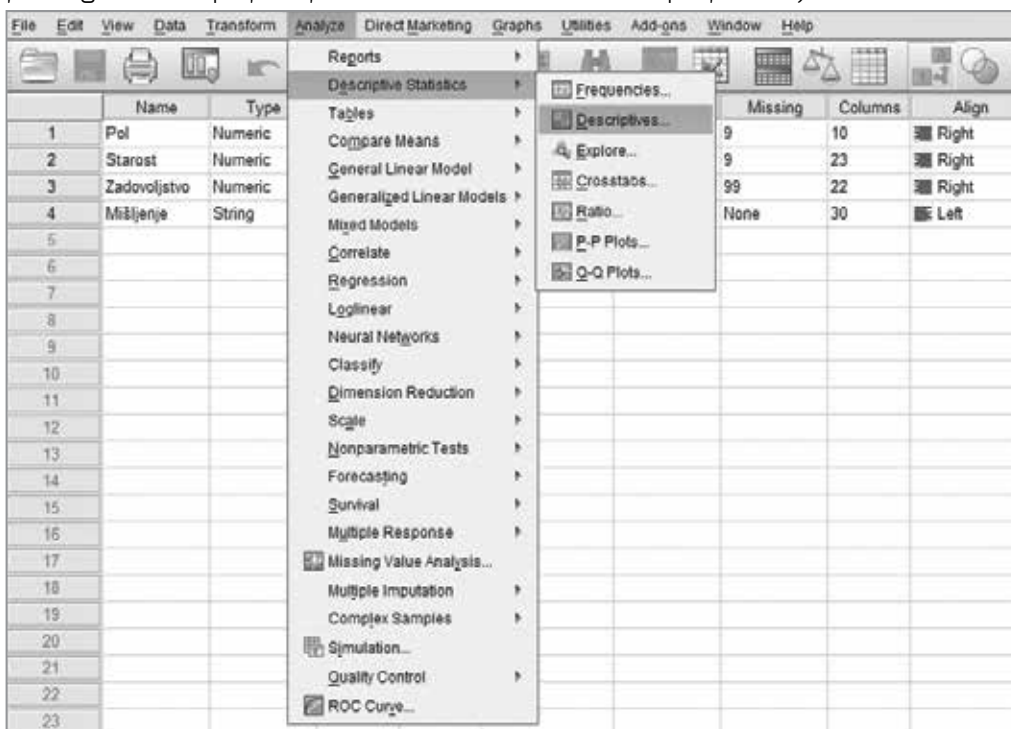 File Edit View Data Transform Analyze Direct Marketing Graphs Utilities Add-ons Window Help
Name Type Missing Columns Align
1 Pol Numeric 9 10 Right
2 Starost Numeric 9 23 Right
3 Zadovoljstvo Numeric 99 22 Right
4 Mišljenje String None 30 Left
5
6
7
8
9
10
11
12
13
14
15
16
17
18
19
20
21
22
23
Reports
Descriptive Statistics
Tables
Compare Means
General Linear Model
Generalized Linear Models
Mixed Models
Correlate
Regression
Loglinear
Neural Networks
Classify
Dimension Reduction
Scale
Nonparametric Tests
Forecasting
Survival
Multiple Response
Missing Value Analysis...
Multiple Imputation
Complex Samples
Simulation...
Quality Control
ROC Curve...
Frequencies...
Descriptives...
Explore...
Crosstabs...
Ratio...
P-P Plots...
Q-Q Plots...